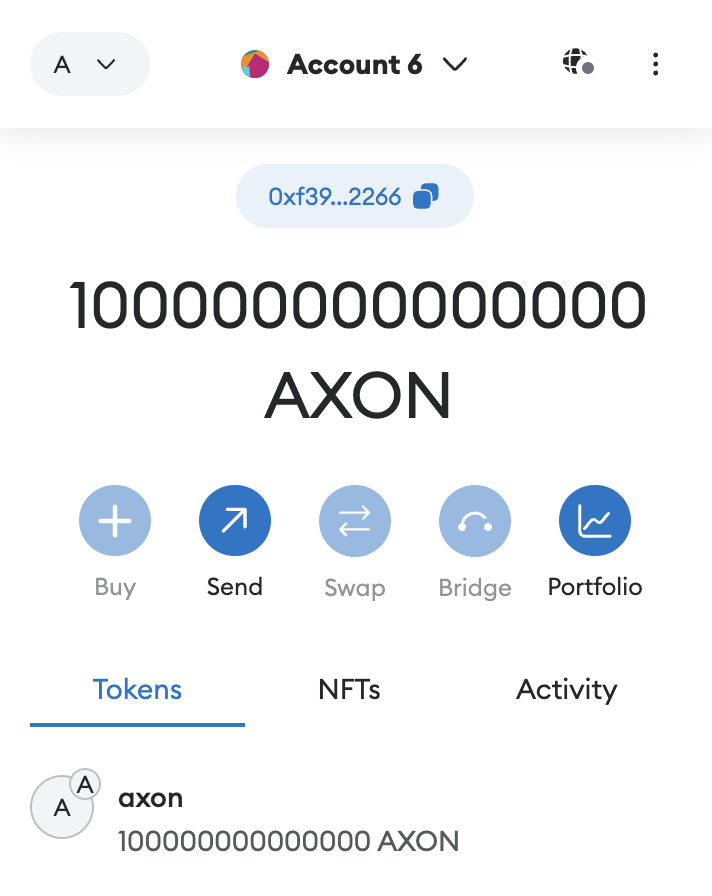 A
Account 6
0xf39...2266
100000000000000
AXON
Buy
Send
Swap
Bridge
Portfolio
Tokens
NFTs
Activity
A
A
axon
100000000000000 AXON